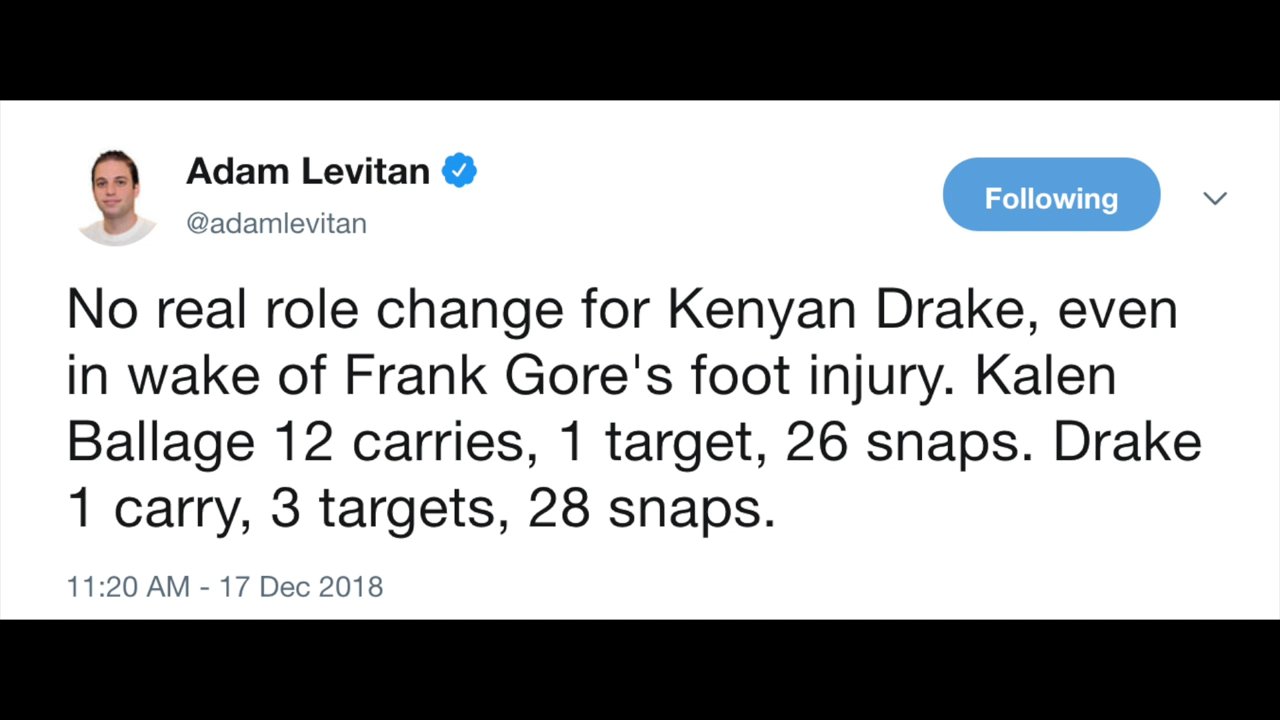 Adam Levitan
@adamlevitan
Following
No real role change for Kenyan Drake, even
in wake of Frank Gore's foot injury. Kalen
Ballage 12 carries, 1 target, 26 snaps. Drake
1 carry, 3 targets, 28 snaps.
11:20 AM - 17 Dec 2018